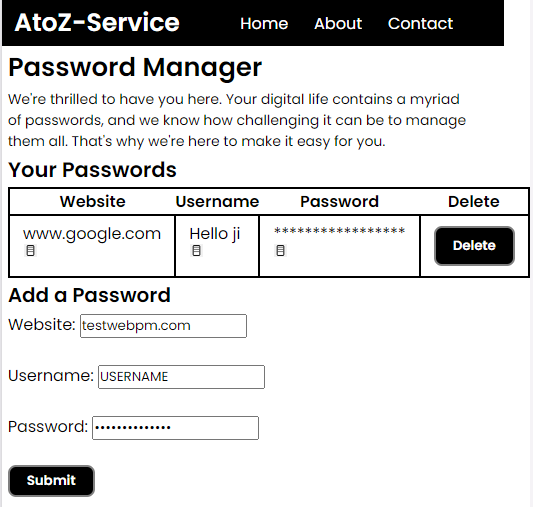 AtoZ-Service Home About Contact
Password Manager
We're thrilled to have you here. Your digital life contains a myriad
of passwords, and we know how challenging it can be to manage
them all. That's why we're here to make it easy for you.
Your Passwords
Website Username Password Delete
www.google.com Hello ji ***************** Delete
Add a Password
Website: testwebpm.com
Username: USERNAME
Password: ••••••••••••••
Submit